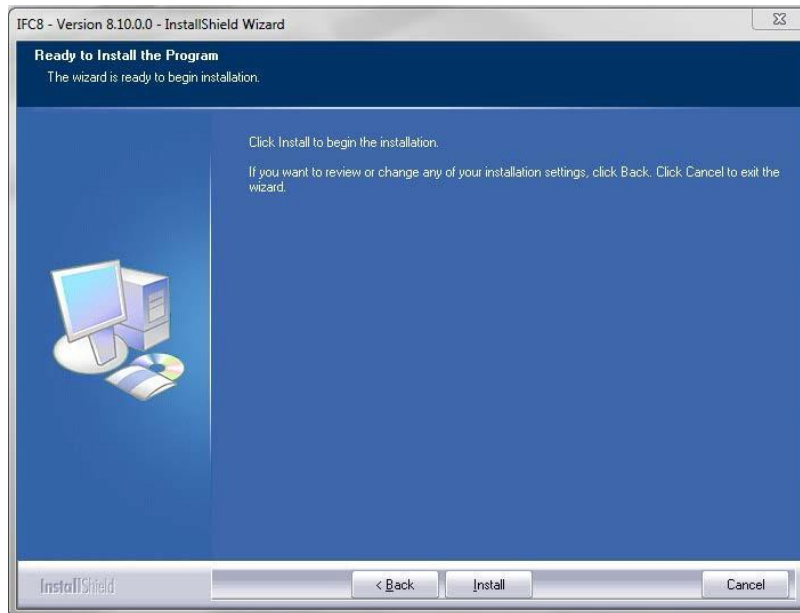 IFC8 - Version 8.10.0.0 - InstallShield Wizard
Ready to Install the Program
The wizard is ready to begin installation.
Click Install to begin the installation.
If you want to review or change any of your installation settings, click Back. Click Cancel to exit the
wizard.
InstallShield
< Back
Install
Cancel